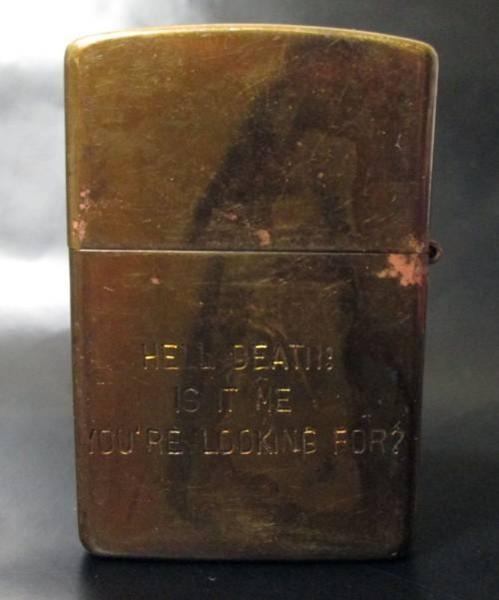 HELL DEATH:
IS IT ME
YOU'RE LOOKING FOR?